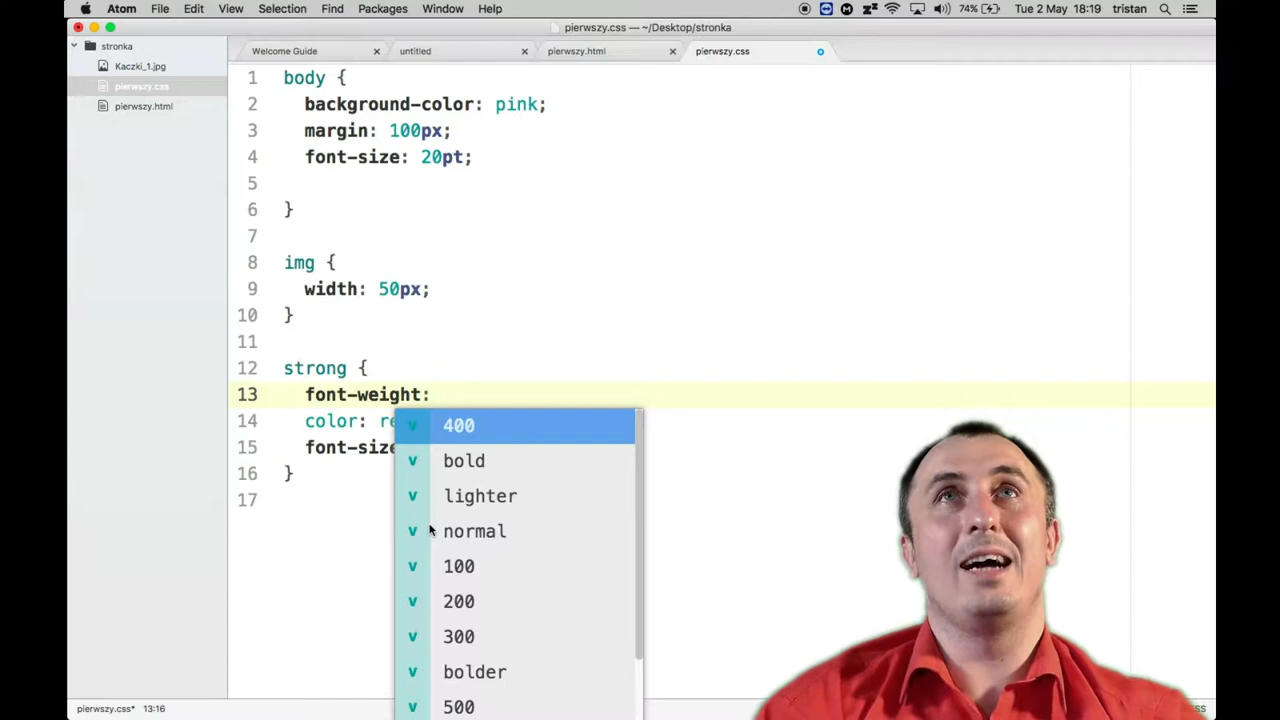 Atom File Edit View Selection Find Packages Window Help 74% Tue 2 May 18:19 tristan
pierwszy.css — ~/Desktop/stronka
stronka
Kaczki_1.jpg
pierwszy.css
pierwszy.html
Welcome Guide untitled pierwszy.html pierwszy.css
1 body {
2 background-color: pink;
3 margin: 100px;
4 font-size: 20pt;
5
6 }
7
8 img {
9 width: 50px;
10 }
11
12 strong {
13 font-weight:
14 color: re
15 font-size
16 }
17
v 400
v bold
v lighter
v normal
v 100
v 200
v 300
v bolder
v 500
pierwszy.css* 13:16